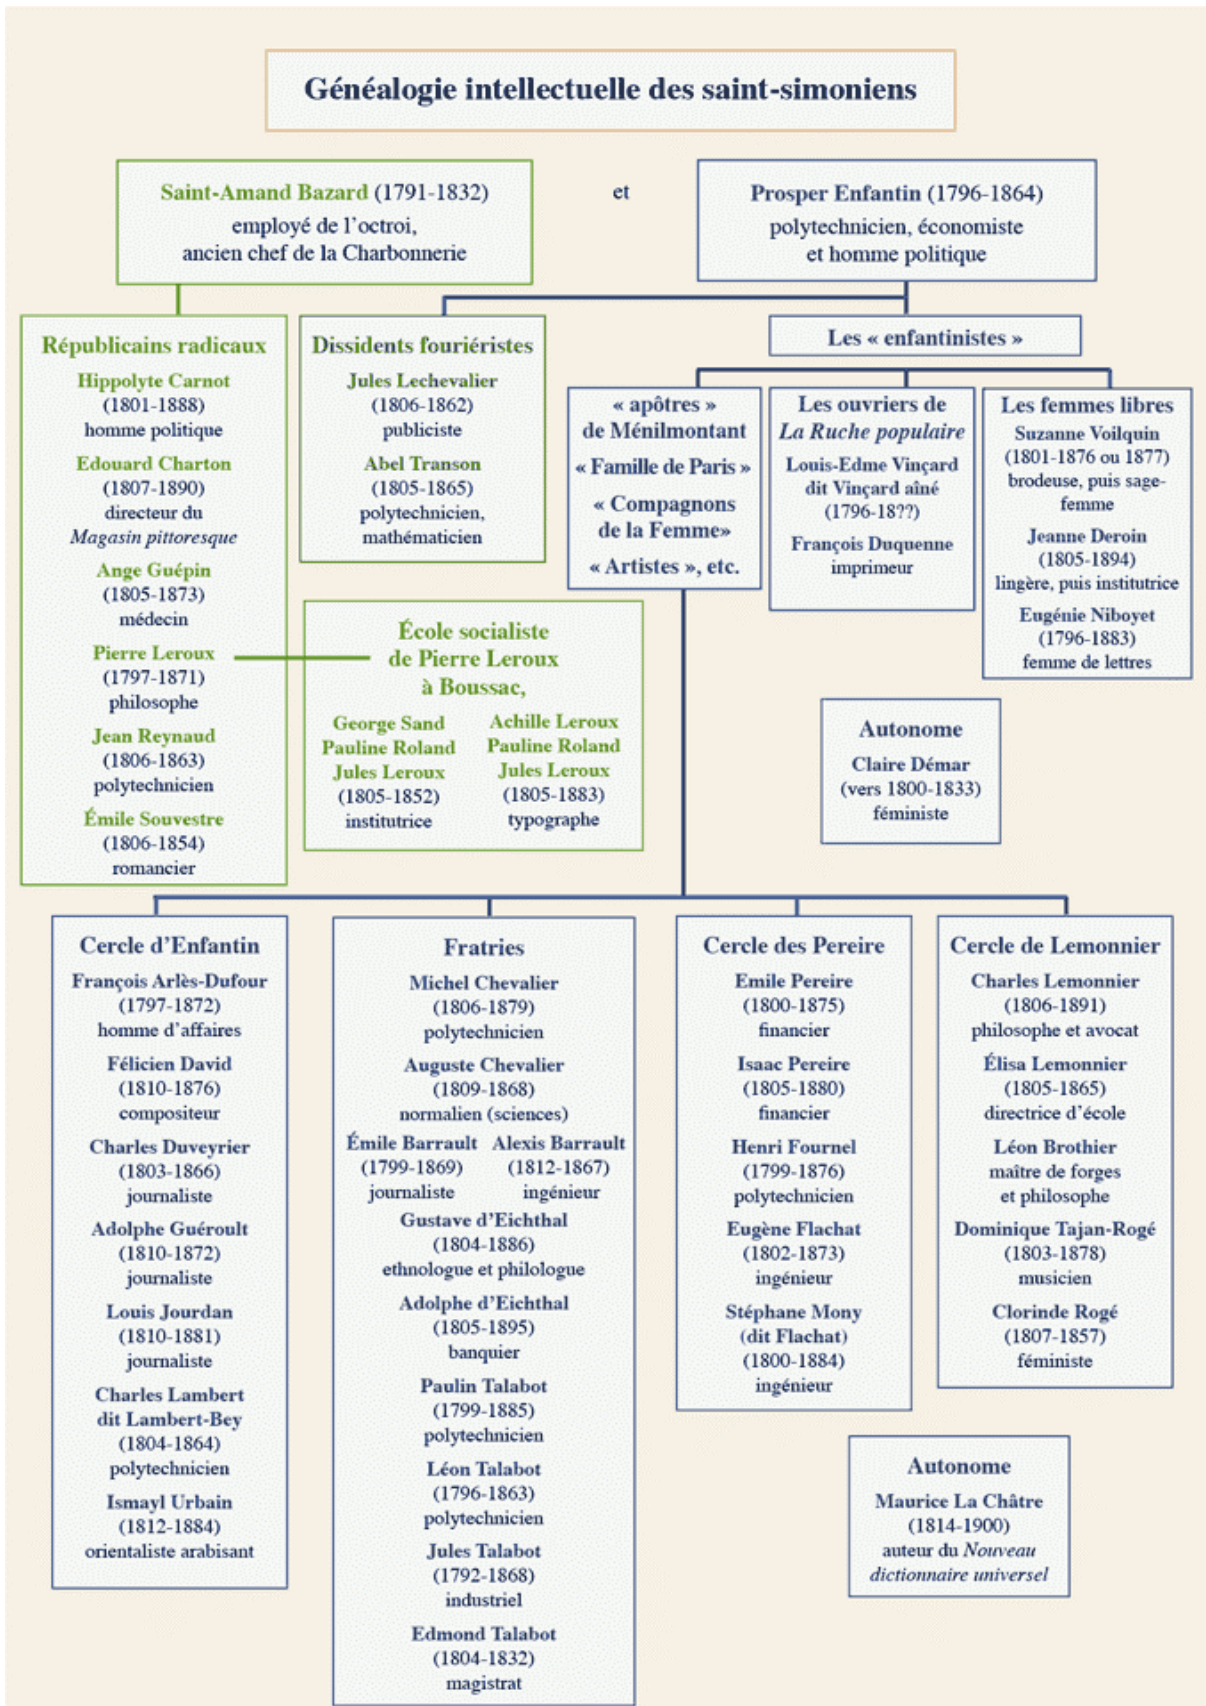 Généalogie intellectuelle des saint-simoniens
Saint-Amand Bazard (1791-1832)
employé de l'octroi,
ancien chef de la Charbonnerie
et
Prosper Enfantin (1796-1864)
polytechnicien, économiste
et homme politique
Républicains radicaux
Hippolyte Carnot
(1801-1888)
homme politique
Edouard Charton
(1807-1890)
directeur du
Magasin pittoresque
Ange Guépin
(1805-1873)
médecin
Pierre Leroux
(1797-1871)
philosophe
Jean Reynaud
(1806-1863)
polytechnicien
Émile Souvestre
(1806-1854)
romancier
Dissidents fouriéristes
Jules Lechevalier
(1806-1862)
publiciste
Abel Transon
(1805-1865)
polytechnicien,
mathématicien
École socialiste
de Pierre Leroux
à Boussac,
George Sand
Pauline Roland
Jules Leroux
(1805-1852)
institutrice
Achille Leroux
Pauline Roland
Jules Leroux
(1805-1883)
typographe
Les « enfantinistes »
« apôtres »
de Ménilmontant
« Famille de Paris »
« Compagnons
de la Femme»
« Artistes », etc.
Les ouvriers de
La Ruche populaire
Louis-Edme Vinçard
dit Vinçard aîné
(1796-18??)
François Duquenne
imprimeur
Les femmes libres
Suzanne Voilquin
(1801-1876 ou 1877)
brodeuse, puis sage-
femme
Jeanne Deroin
(1805-1894)
lingère, puis institutrice
Eugénie Niboyet
(1796-1883)
femme de lettres
Autonome
Claire Démar
(vers 1800-1833)
féministe
Cercle d'Enfantin
François Arlès-Dufour
(1797-1872)
homme d'affaires
Félicien David
(1810-1876)
compositeur
Charles Duveyrier
(1803-1866)
journaliste
Adolphe Guéroult
(1810-1872)
journaliste
Louis Jourdan
(1810-1881)
journaliste
Charles Lambert
dit Lambert-Bey
(1804-1864)
polytechnicien
Ismayl Urbain
(1812-1884)
orientaliste arabisant
Fratries
Michel Chevalier
(1806-1879)
polytechnicien
Auguste Chevalier
(1809-1868)
normalien (sciences)
Émile Barrault
(1799-1869)
journaliste
Alexis Barrault
(1812-1867)
ingénieur
Gustave d'Eichthal
(1804-1886)
ethnologue et philologue
Adolphe d'Eichthal
(1805-1895)
banquier
Paulin Talabot
(1799-1885)
polytechnicien
Léon Talabot
(1796-1863)
polytechnicien
Jules Talabot
(1792-1868)
industriel
Edmond Talabot
(1804-1832)
magistrat
Cercle des Pereire
Emile Pereire
(1800-1875)
financier
Isaac Pereire
(1805-1880)
financier
Henri Fournel
(1799-1876)
polytechnicien
Eugène Flachat
(1802-1873)
ingénieur
Stéphane Mony
(dit Flachat)
(1800-1884)
ingénieur
Cercle de Lemonnier
Charles Lemonnier
(1806-1891)
philosophe et avocat
Élisa Lemonnier
(1805-1865)
directrice d'école
Léon Brothier
maître de forges
et philosophe
Dominique Tajan-Rogé
(1803-1878)
musicien
Clorinde Rogé
(1807-1857)
féministe
Autonome
Maurice La Châtre
(1814-1900)
auteur du Nouveau
dictionnaire universel